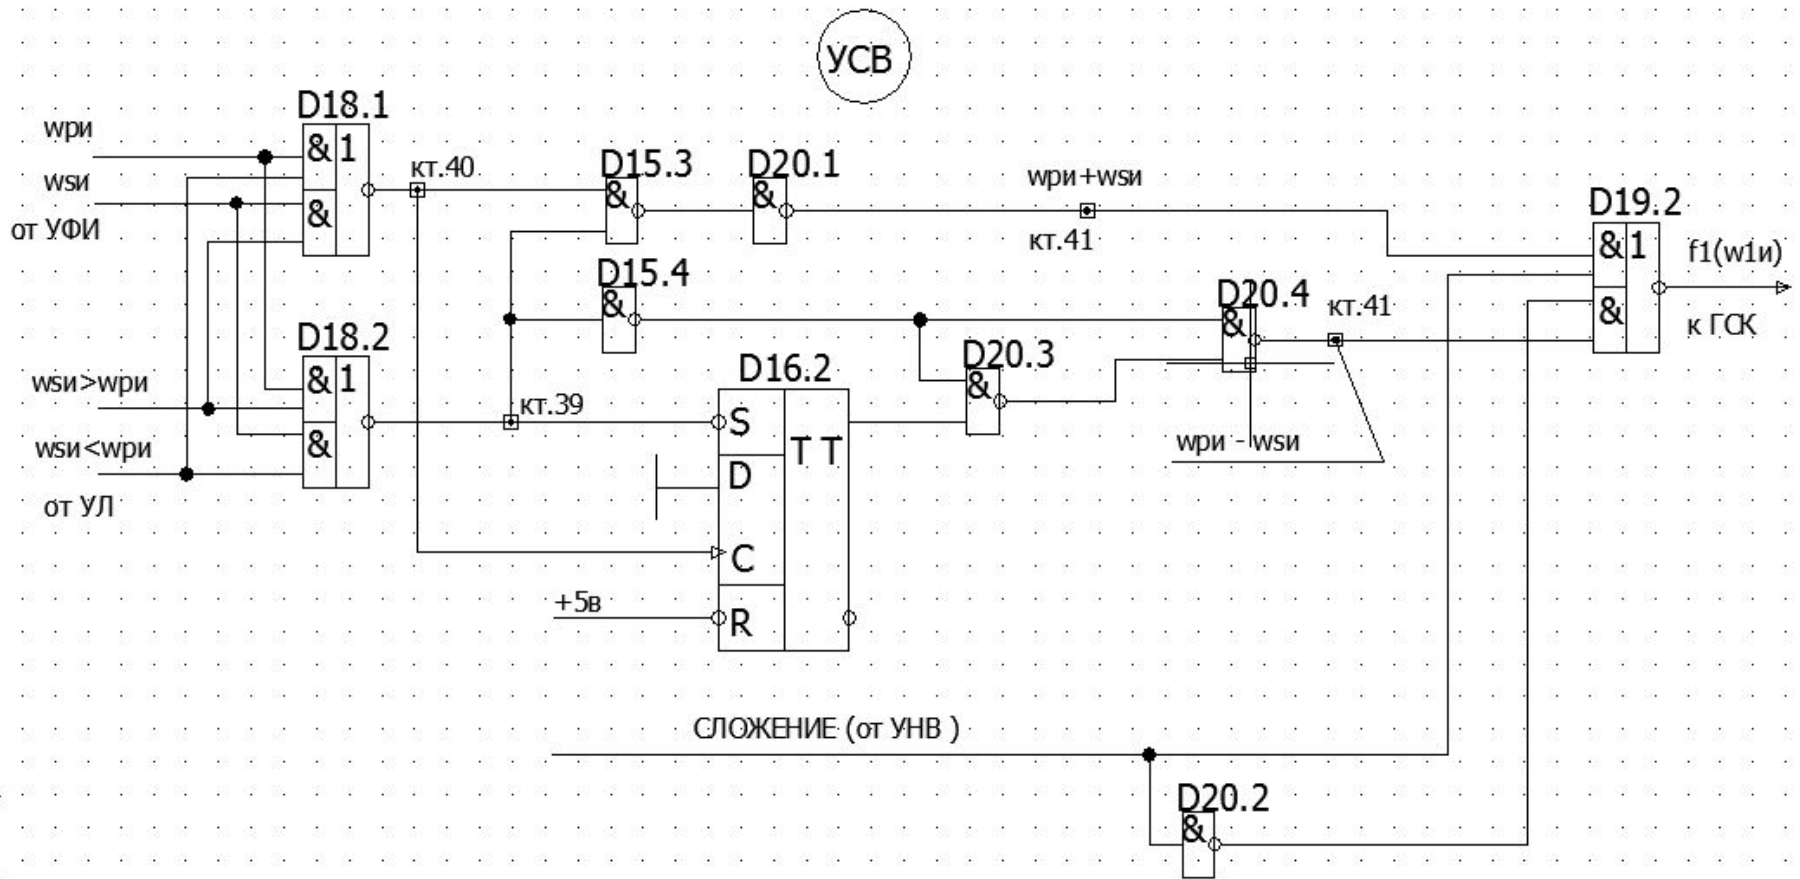 УСВ
D18.1
wри
& 1
кт.40
wsи
&
от УФИ
D15.3
&
D20.1
&
wри+wsи
кт.41
D19.2
& 1
&
f1(w1и)
к ГСК
D15.4
&
D20.4
&
кт.41
D18.2
wsи>wри
& 1
кт.39
wsи<wри
&
от УЛ
D16.2
S
T T
D
C
+5в
R
D20.3
&
wри - wsи
СЛОЖЕНИЕ (от УНВ )
D20.2
&